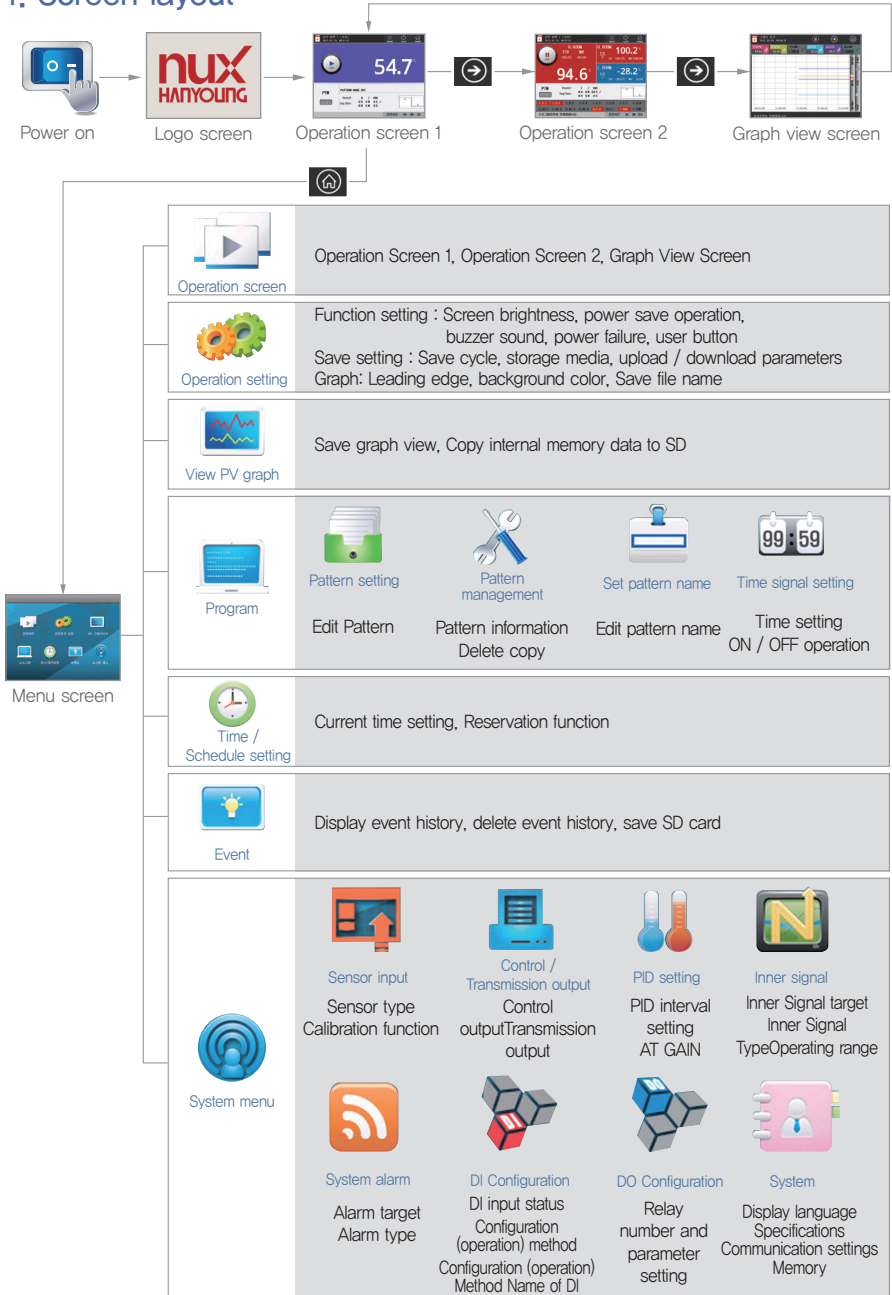 1. Screen layout
nux
HANYOUNG
54.7
PTN
100.2
94.6
-28.2
PTN
Power on
Logo screen
Operation screen 1
Operation screen 2
Graph view screen
Operation Screen 1, Operation Screen 2, Graph View Screen
Operation screen
Function setting : Screen brightness, power save operation,
buzzer sound, power failure, user button
Save setting : Save cycle, storage media, upload / download parameters
Graph: Leading edge, background color, Save file name
Operation setting
Save graph view, Copy internal memory data to SD
View PV graph
99:59
Pattern setting
Pattern
management
Set pattern name
Time signal setting
Program
Edit Pattern
Pattern information
Delete copy
Edit pattern name
Time setting
ON / OFF operation
Menu screen
Time /
Schedule setting
Current time setting, Reservation function
Display event history, delete event history, save SD card
Event
N
Sensor input
Control /
Transmission output
PID setting
Inner signal
Sensor type
Calibration function
Control
outputTransmission
output
PID interval
setting
AT GAIN
Inner Signal target
Inner Signal
TypeOperating range
System menu
DI
DO
System alarm
DI Configuration
DO Configuration
System
Alarm target
Alarm type
DI input status
Configuration
(operation) method
Configuration (operation)
Method Name of DI
Relay
number and
parameter
setting
Display language
Specifications
Communication settings
Memory